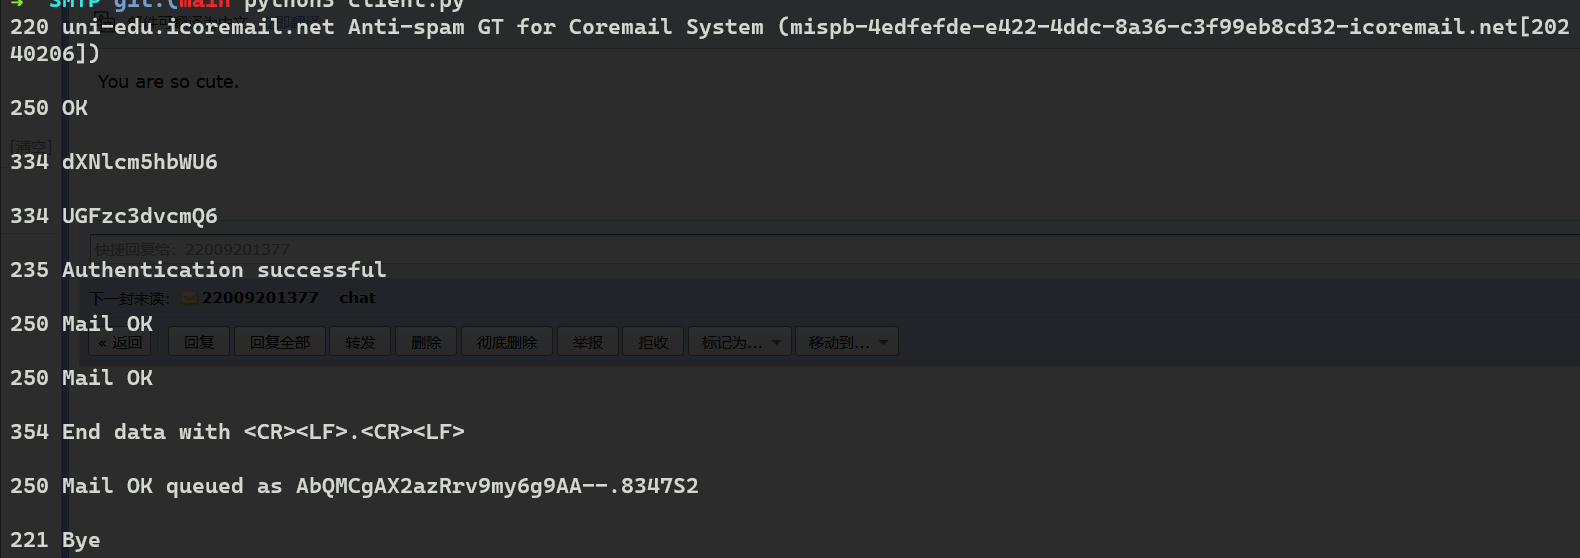 → SMTP git:(main python3 client.py
220 uni-edu.icoremail.net Anti-spam GT for Coremail System (mispb-4edfefde-e422-4ddc-8a36-c3f99eb8cd32-icoremail.net[202
40206])
You are so cute.
250 OK
[清空]
334 dXNlcm5hbWU6
334 UGFzc3dvcmQ6
快捷回复给：22009201377
235 Authentication successful
下一封未读： 22009201377 chat
250 Mail OK
« 返回 回复 回复全部 转发 删除 彻底删除 举报 拒收 标记为... 移动到...
250 Mail OK
354 End data with <CR><LF>.<CR><LF>
250 Mail OK queued as AbQMCgAX2azRrv9my6g9AA--.8347S2
221 Bye